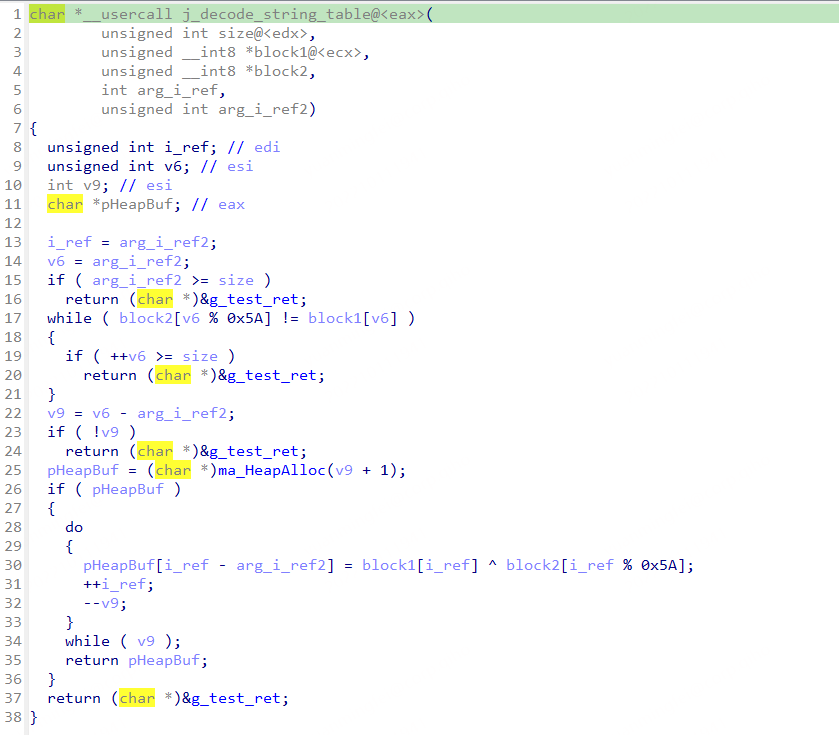 1 char *__usercall j_decode_string_table@<eax>(
2         unsigned int size@<edx>,
3         unsigned __int8 *block1@<ecx>,
4         unsigned __int8 *block2,
5         int arg_i_ref,
6         unsigned int arg_i_ref2)
7 {
8   unsigned int i_ref; // edi
9   unsigned int v6; // esi
10   int v9; // esi
11   char *pHeapBuf; // eax
12
13   i_ref = arg_i_ref2;
14   v6 = arg_i_ref2;
15   if ( arg_i_ref2 >= size )
16     return (char *)&g_test_ret;
17   while ( block2[v6 % 0x5A] != block1[v6] )
18   {
19     if ( ++v6 >= size )
20       return (char *)&g_test_ret;
21   }
22   v9 = v6 - arg_i_ref2;
23   if ( !v9 )
24     return (char *)&g_test_ret;
25   pHeapBuf = (char *)ma_HeapAlloc(v9 + 1);
26   if ( pHeapBuf )
27   {
28     do
29     {
30       pHeapBuf[i_ref - arg_i_ref2] = block1[i_ref] ^ block2[i_ref % 0x5A];
31       ++i_ref;
32       --v9;
33     }
34     while ( v9 );
35     return pHeapBuf;
36   }
37   return (char *)&g_test_ret;
38 }